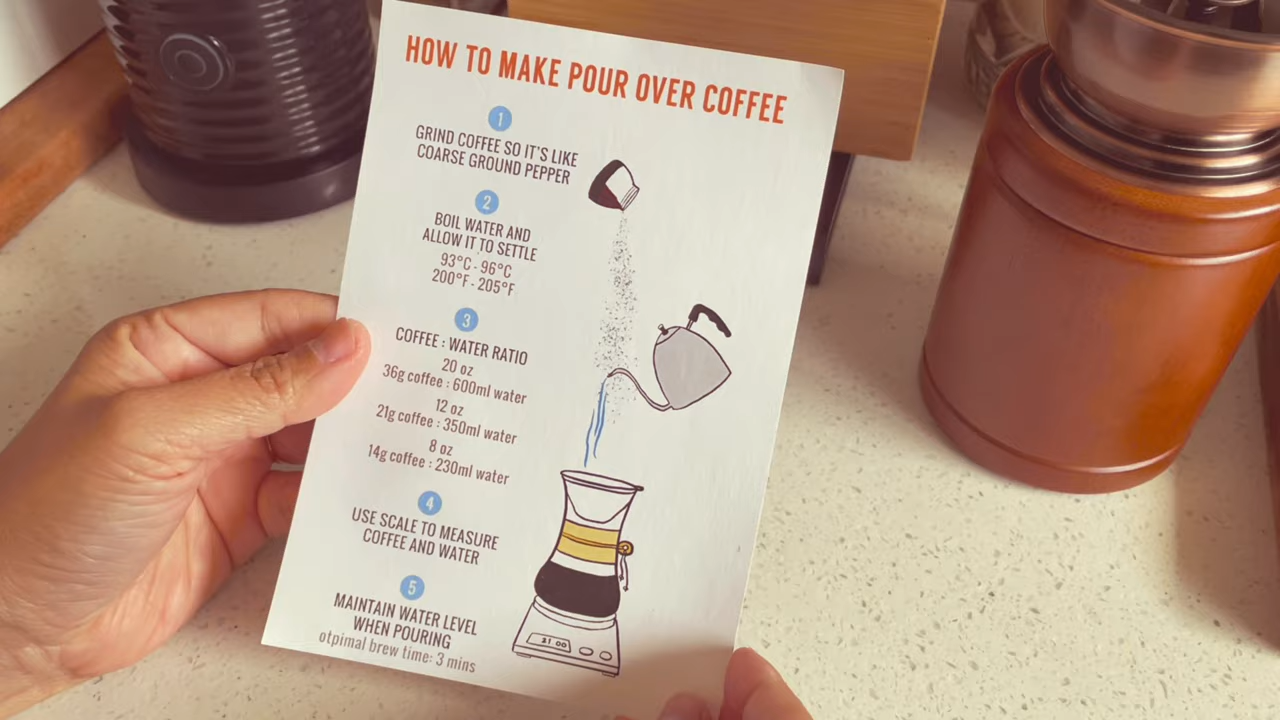 HOW TO MAKE POUR OVER COFFEE
1
GRIND COFFEE SO IT'S LIKE
COARSE GROUND PEPPER
2
BOIL WATER AND
ALLOW IT TO SETTLE
93°C - 96°C
200°F - 205°F
3
COFFEE : WATER RATIO
20 oz
36g coffee : 600ml water
12 oz
21g coffee : 350ml water
8 oz
14g coffee : 230ml water
4
USE SCALE TO MEASURE
COFFEE AND WATER
5
MAINTAIN WATER LEVEL
WHEN POURING
otpimal brew time: 3 mins
21 00